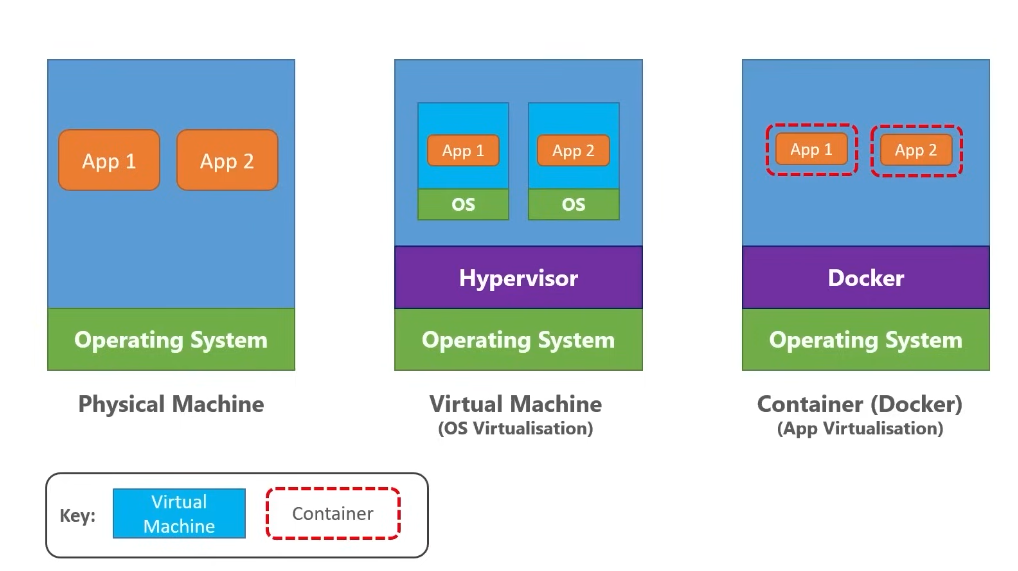 App 1
App 2
Operating System
Physical Machine
App 1
App 2
OS
OS
Hypervisor
Operating System
Virtual Machine
(OS Virtualisation)
App 1
App 2
Docker
Operating System
Container (Docker)
(App Virtualisation)
Key:
Virtual
Machine
Container